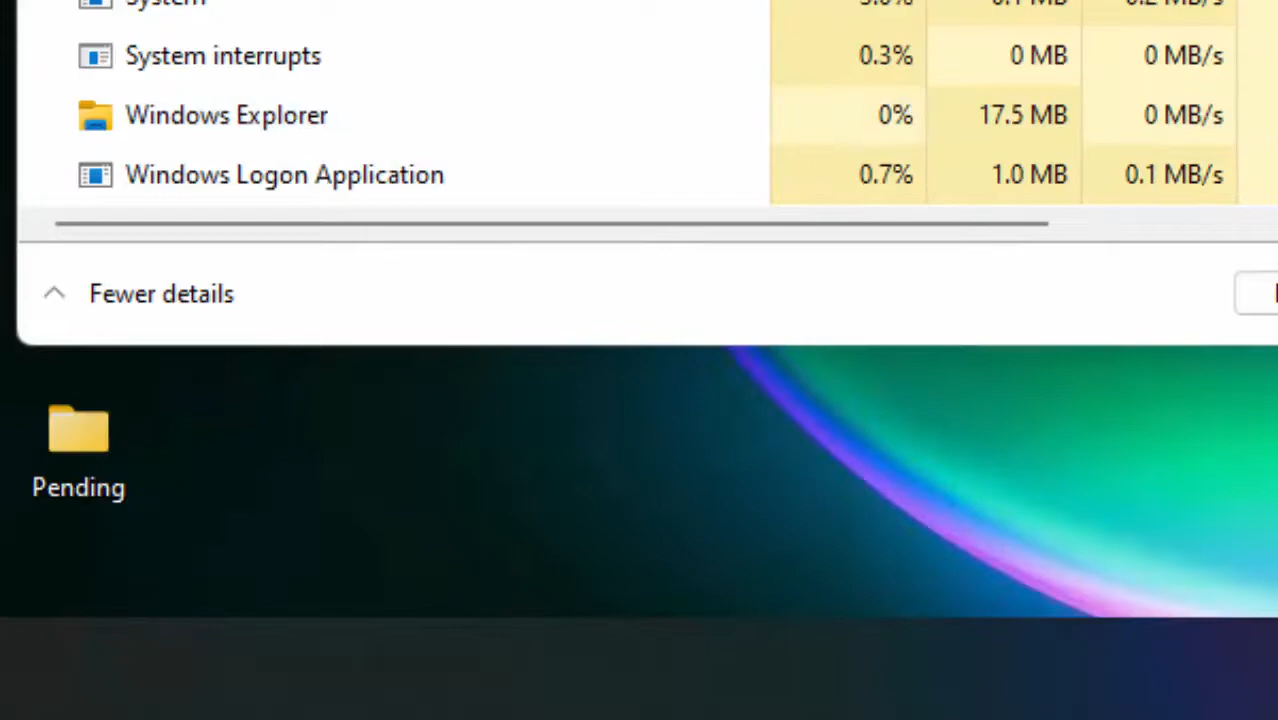 System interrupts 0.3% 0 MB 0 MB/s
Windows Explorer 0% 17.5 MB 0 MB/s
Windows Logon Application 0.7% 1.0 MB 0.1 MB/s
Fewer details
Pending